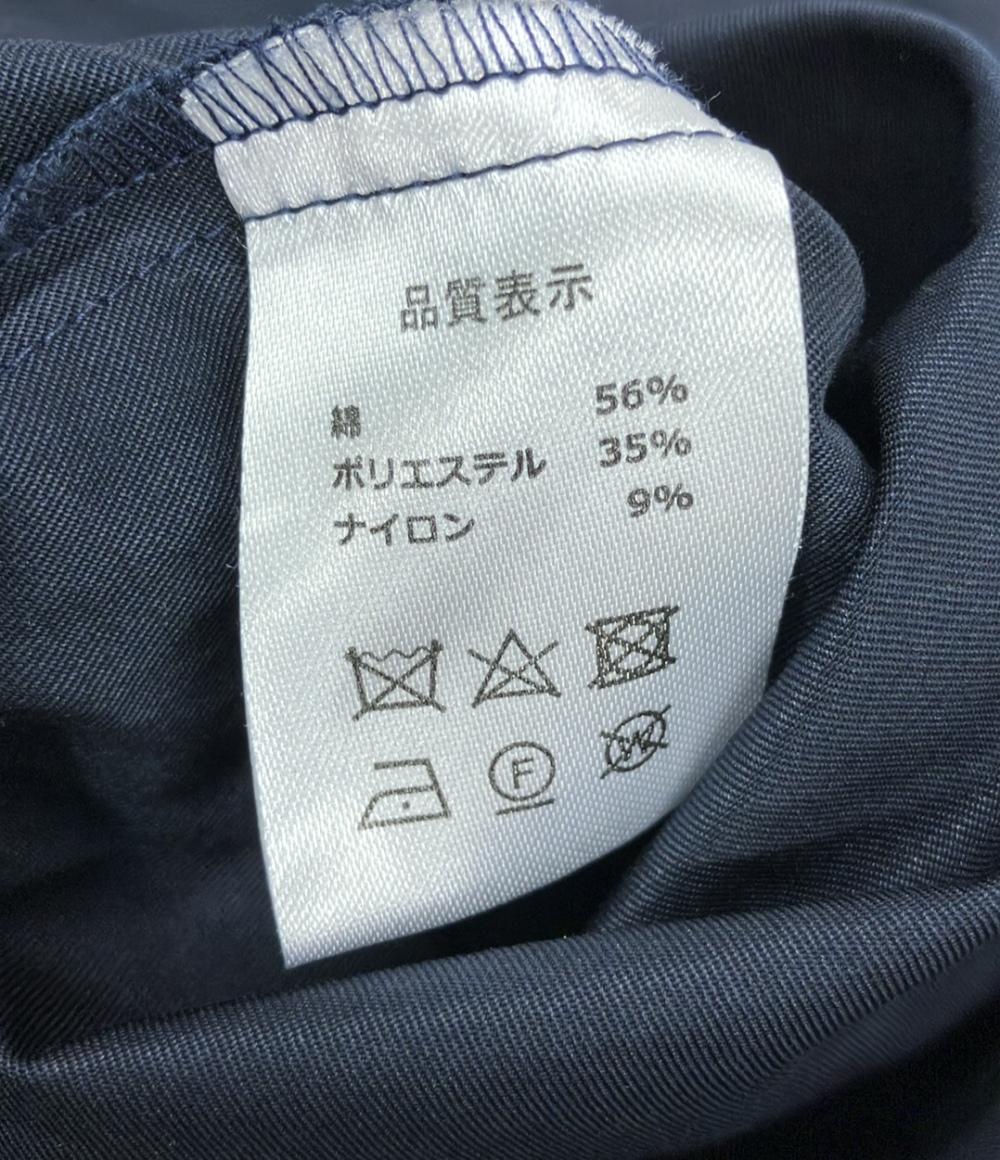 品質表示
綿 56%
ポリエステル 35%
ナイロン 9%
F
W